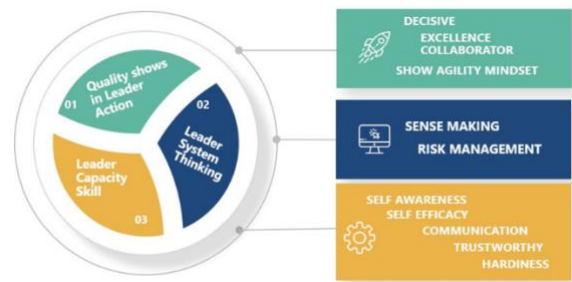 Quality shows
in Leader
Action
01
02
Leader
System
Thinking
Leader
Capacity
Skill
03
DECISIVE
EXCELLENCE
COLLABORATOR
SHOW AGILITY MINDSET
SENSE MAKING
RISK MANAGEMENT
SELF AWARENESS
SELF EFFICACY
COMMUNICATION
TRUSTWORTHY
HARDINESS